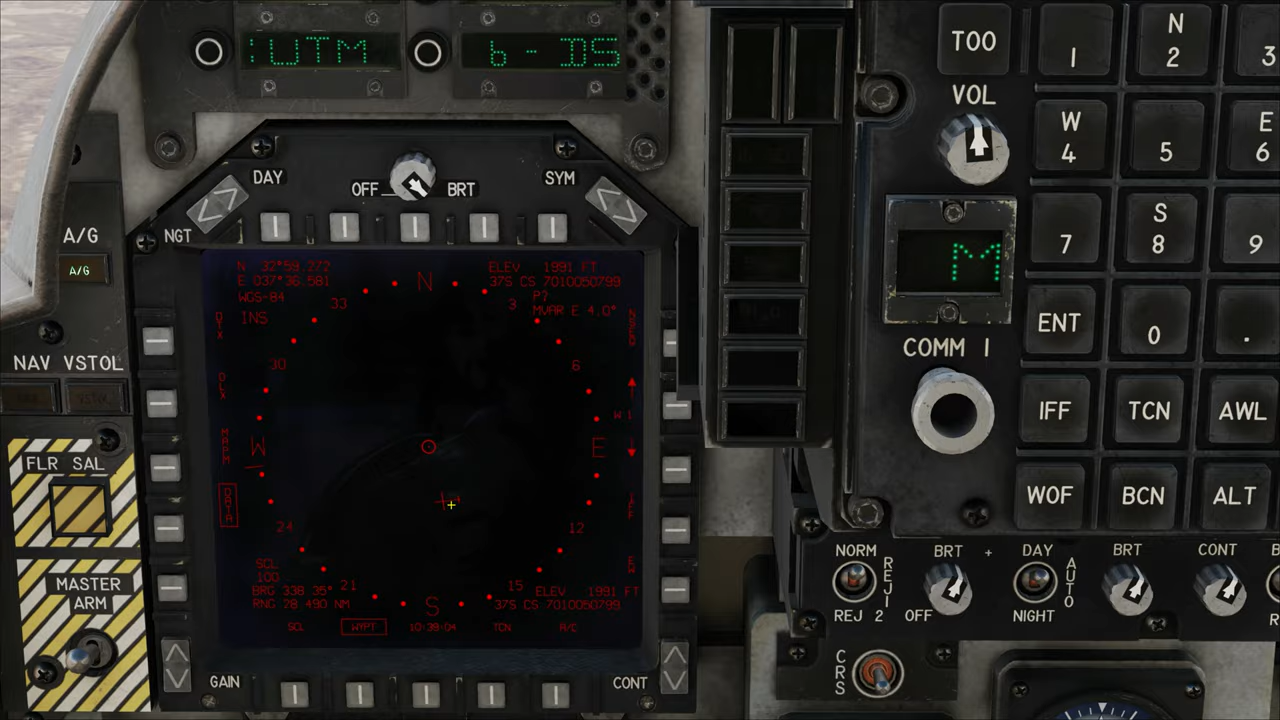 :UTM
6 - DS
DAY
OFF
BRT
SYM
NGT
A/G
A/G
NAV VSTOL
FLR SAL
MASTER
ARM
N 32°59.272
E 037°36.581
WGS-84
INS
ELEV 1991 FT
37S CS 7010050799
P?
MVAR E 4.0°
N
33
3
30
6
W
E
24
12
21
15
S
W 1
MAPM
DATA
EW
SCL
100
BRG 338 35°
RNG 28.490 NM
ELEV 1991 FT
37S CS 7010050799
SCL
WYPT
10:39:04
TCN
A/C
GAIN
CONT
TOO
1
N
2
3
VOL
W
4
5
E
6
7
S
8
9
M
ENT
0
.
COMM 1
IFF
TCN
AWL
WOF
BCN
ALT
NORM
REJ 1
REJ 2
BRT
OFF
+
DAY
AUTO
NIGHT
BRT
CONT
CRS